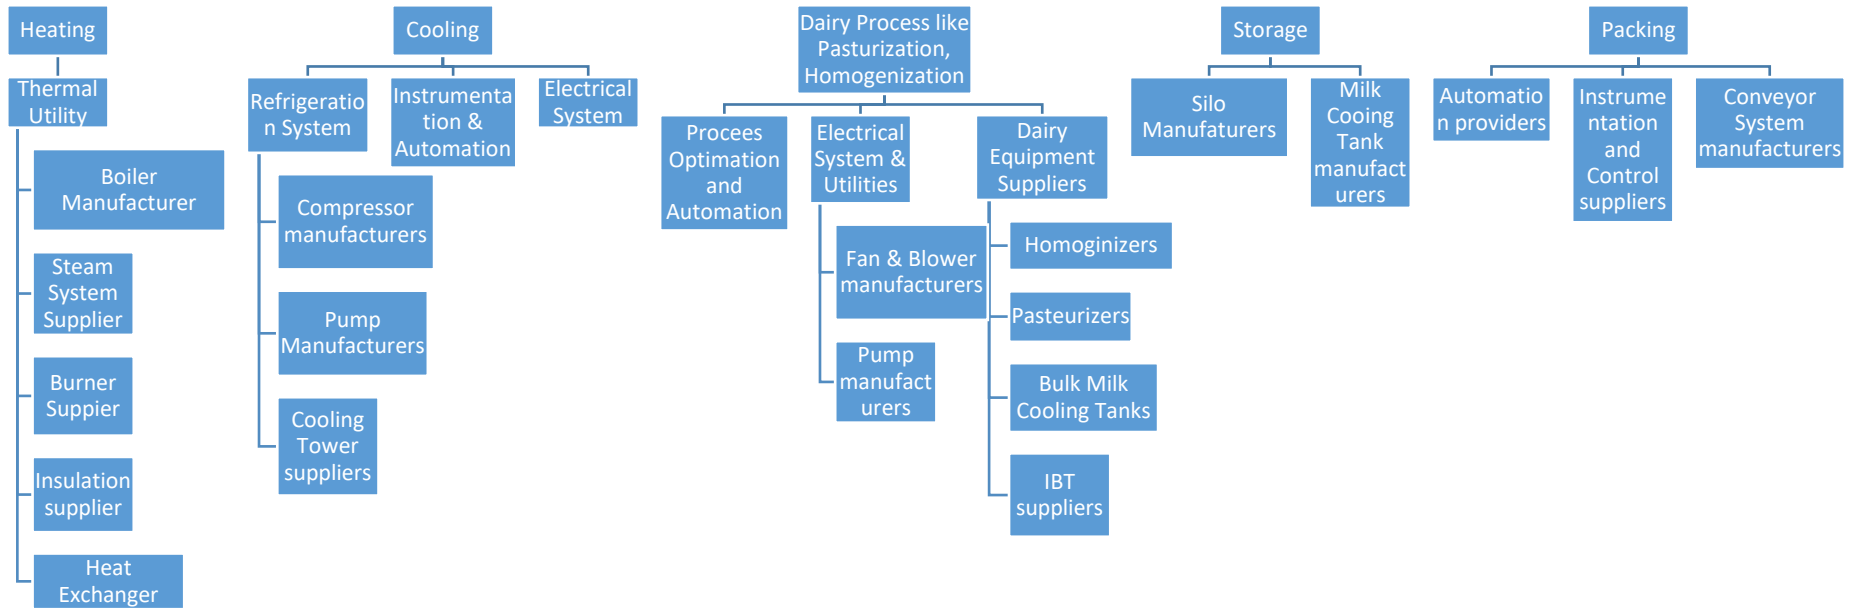 Heating
Thermal
Utility
Boiler
Manufacturer
Steam
System
Supplier
Burner
Suppier
Insulation
supplier
Heat
Exchanger
Cooling
Refrigeratio
n System
Compressor
manufacturers
Pump
Manufacturers
Cooling
Tower
suppliers
Instrumenta
tion &
Automation
Electrical
System
Dairy Process like
Pasturization,
Homogenization
Procees
Optimation
and
Automation
Electrical
System &
Utilities
Fan & Blower
manufacturers
Pump
manufact
urers
Dairy
Equipment
Suppliers
Homoginizers
Pasteurizers
Bulk Milk
Cooling Tanks
IBT
suppliers
Storage
Silo
Manufaturers
Milk
Cooing
Tank
manufact
urers
Packing
Automatio
n providers
Instrume
ntation
and
Control
suppliers
Conveyor
System
manufacturers